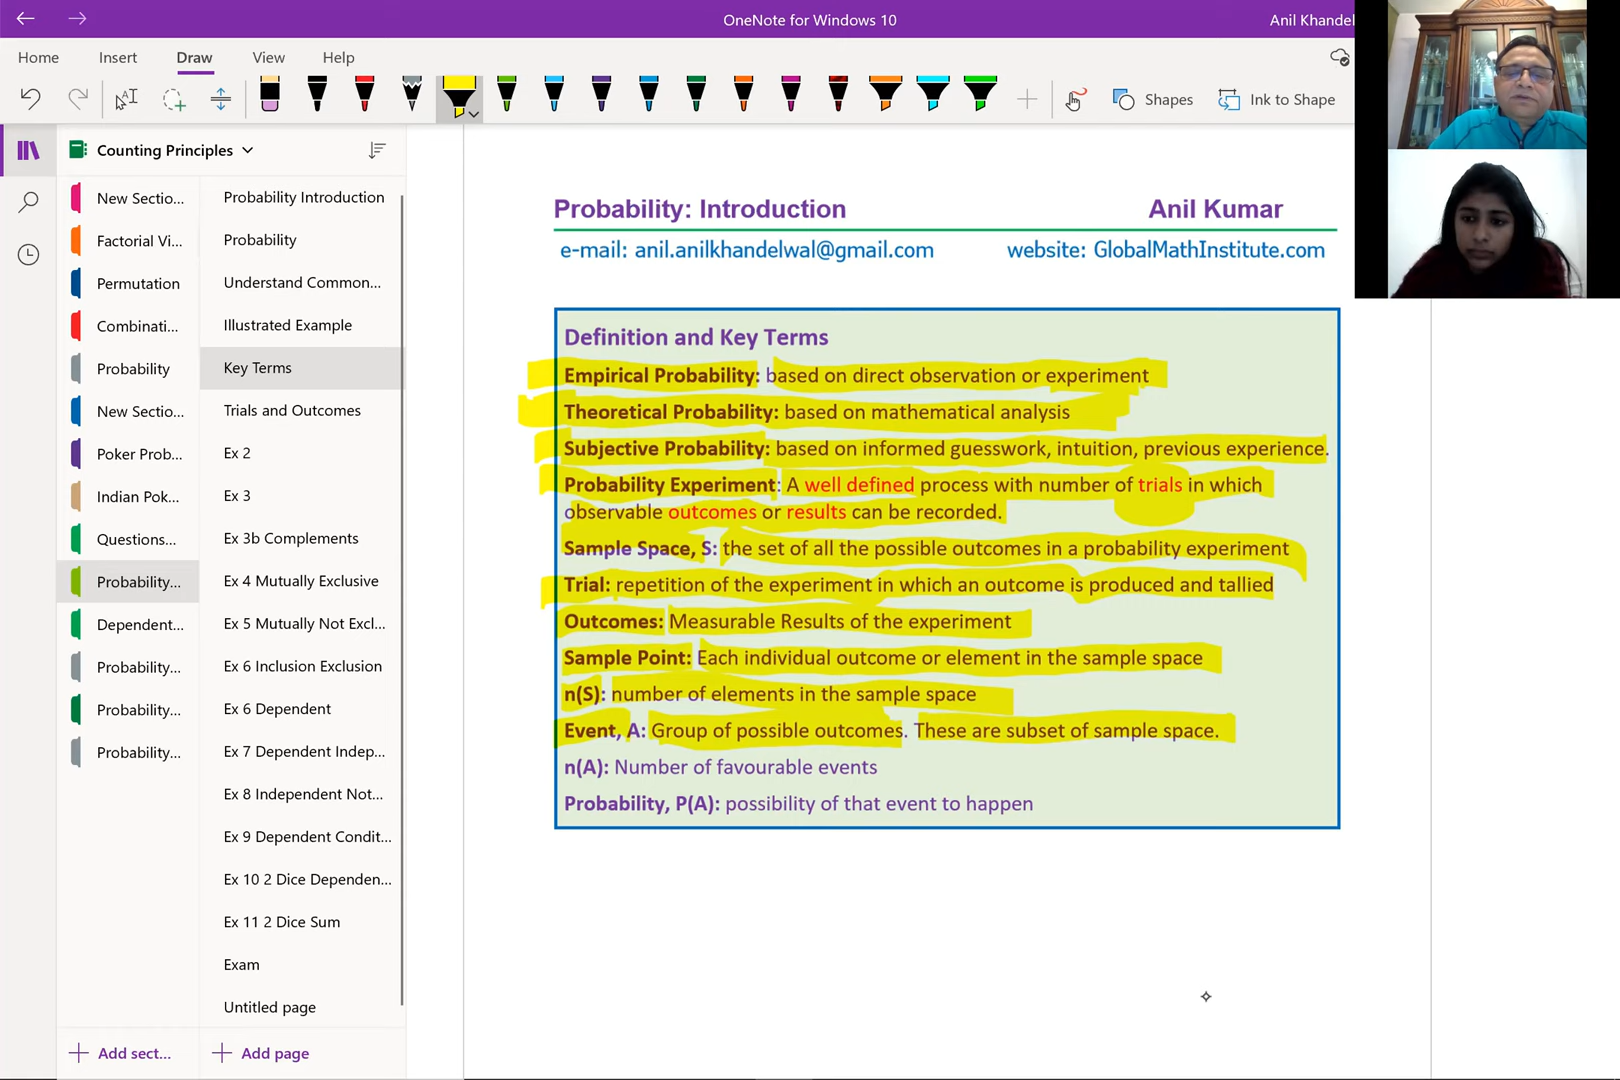 OneNote for Windows 10
Anil Khandel
Home Insert Draw View Help
Shapes Ink to Shape
Counting Principles
New Sectio...
Factorial Vi...
Permutation
Combinati...
Probability
New Sectio...
Poker Prob...
Indian Pok...
Questions...
Probability...
Dependent...
Probability...
Probability...
Probability...
Add sect...
Probability Introduction
Probability
Understand Common...
Illustrated Example
Key Terms
Trials and Outcomes
Ex 2
Ex 3
Ex 3b Complements
Ex 4 Mutually Exclusive
Ex 5 Mutually Not Excl...
Ex 6 Inclusion Exclusion
Ex 6 Dependent
Ex 7 Dependent Indep...
Ex 8 Independent Not...
Ex 9 Dependent Condit...
Ex 10 2 Dice Dependen...
Ex 11 2 Dice Sum
Exam
Untitled page
Add page
Probability: Introduction Anil Kumar
e-mail: anil.anilkhandelwal@gmail.com website: GlobalMathInstitute.com
Definition and Key Terms
Empirical Probability: based on direct observation or experiment
Theoretical Probability: based on mathematical analysis
Subjective Probability: based on informed guesswork, intuition, previous experience.
Probability Experiment: A well defined process with number of trials in which
observable outcomes or results can be recorded.
Sample Space, S: the set of all the possible outcomes in a probability experiment
Trial: repetition of the experiment in which an outcome is produced and tallied
Outcomes: Measurable Results of the experiment
Sample Point: Each individual outcome or element in the sample space
n(S): number of elements in the sample space
Event, A: Group of possible outcomes. These are subset of sample space.
n(A): Number of favourable events
Probability, P(A): possibility of that event to happen